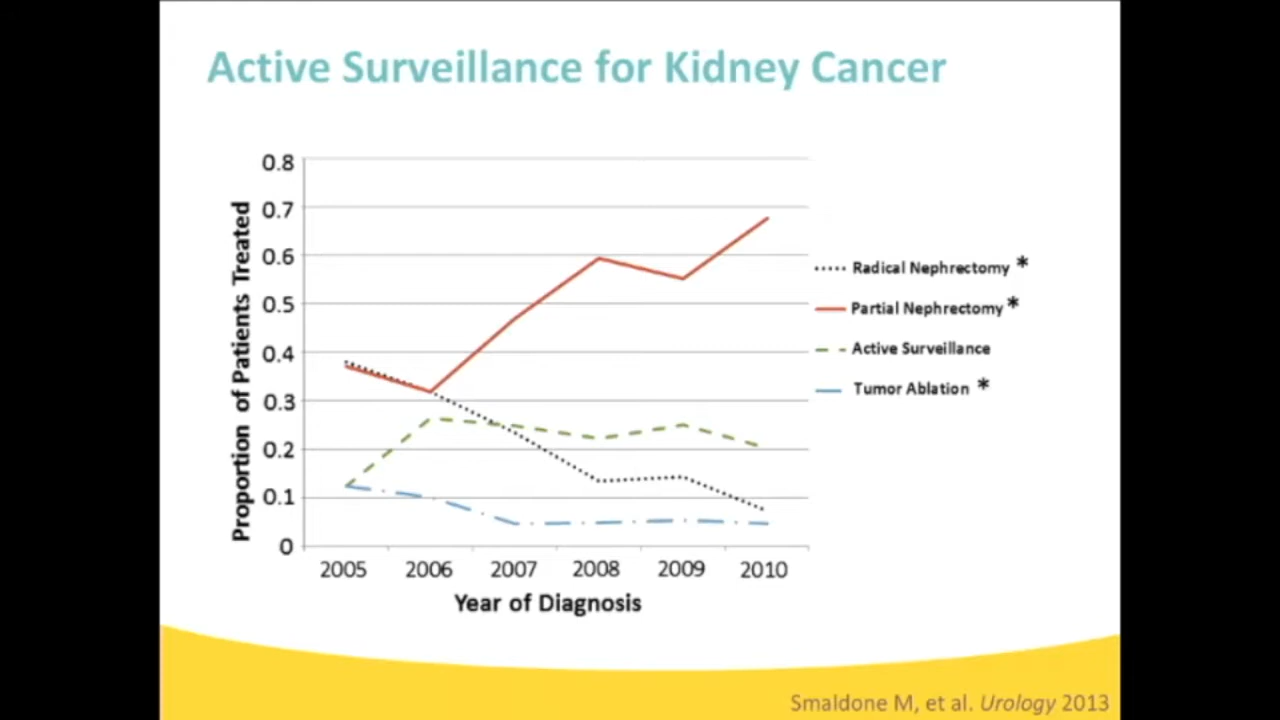 Active Surveillance for Kidney Cancer
Proportion of Patients Treated
0.8
0.7
0.6
0.5
0.4
0.3
0.2
0.1
0
2005 2006 2007 2008 2009 2010
Year of Diagnosis
Radical Nephrectomy *
Partial Nephrectomy *
Active Surveillance
Tumor Ablation *
Smaldone M, et al. Urology 2013